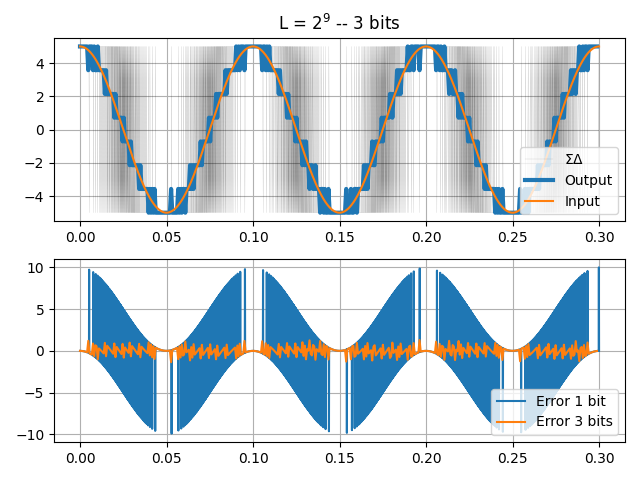 L = 2⁹ -- 3 bits
4
2
0
−2
−4
ΣΔ
Output
Input
0.00 0.05 0.10 0.15 0.20 0.25 0.30
10
5
0
−5
−10
Error 1 bit
Error 3 bits
0.00 0.05 0.10 0.15 0.20 0.25 0.30